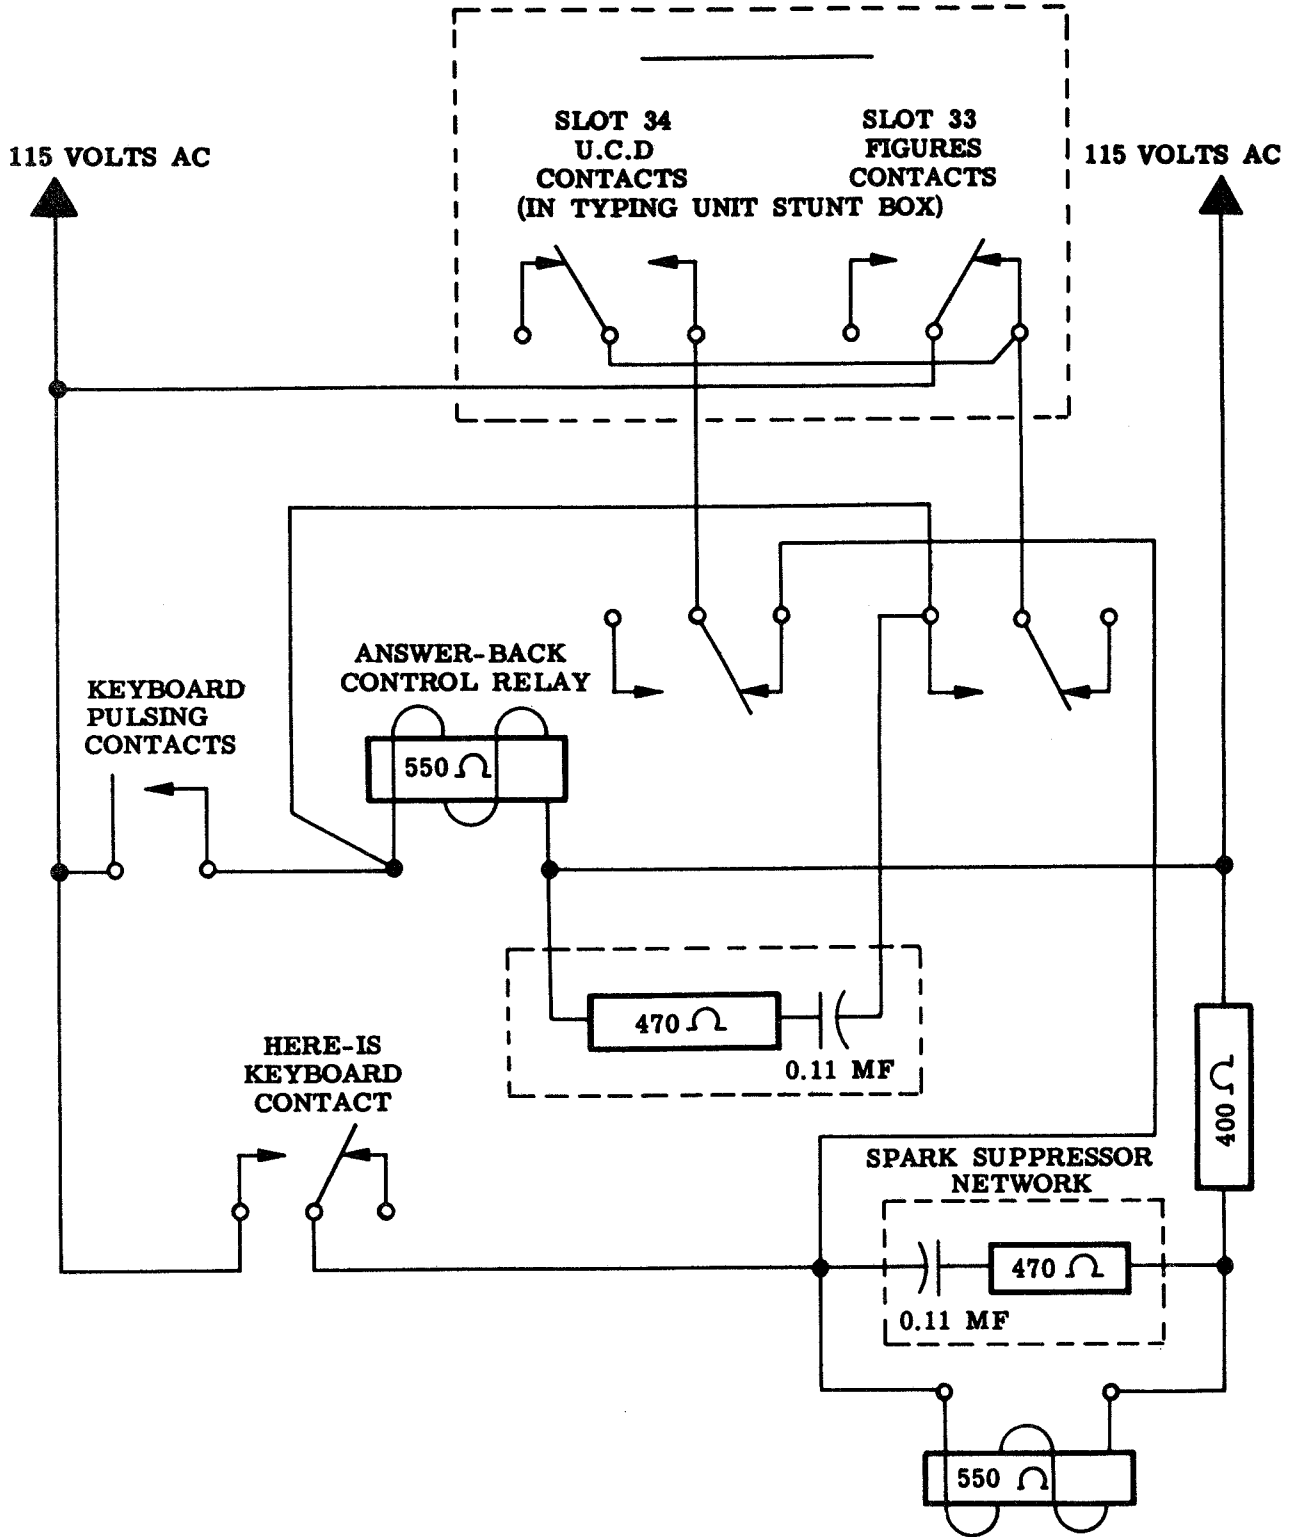 SLOT 34
U.C.D
CONTACTS
SLOT 33
FIGURES
CONTACTS
(IN TYPING UNIT STUNT BOX)
115 VOLTS AC
115 VOLTS AC
ANSWER-BACK
CONTROL RELAY
KEYBOARD
PULSING
CONTACTS
550 Ω
470 Ω
0.11 MF
HERE-IS
KEYBOARD
CONTACT
400 Ω
SPARK SUPPRESSOR
NETWORK
470 Ω
0.11 MF
550 Ω